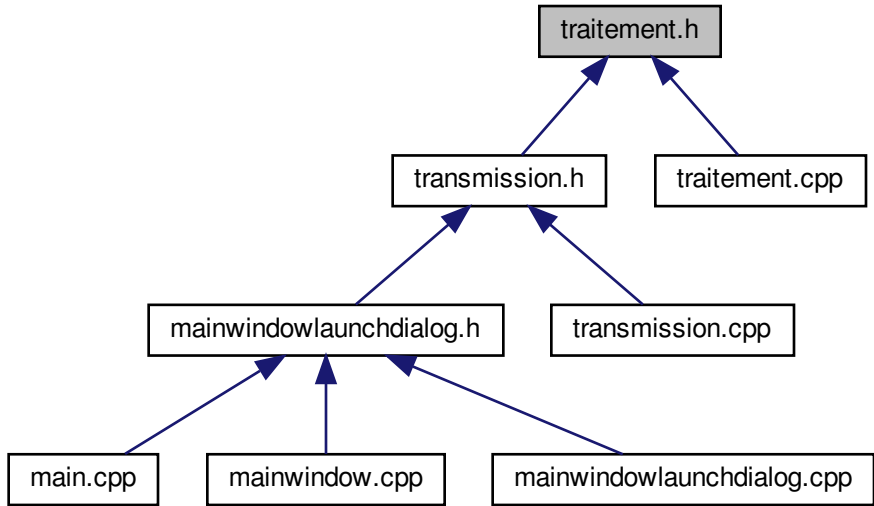 traitement.h
transmission.h
traitement.cpp
mainwindowlaunchdialog.h
transmission.cpp
main.cpp
mainwindow.cpp
mainwindowlaunchdialog.cpp